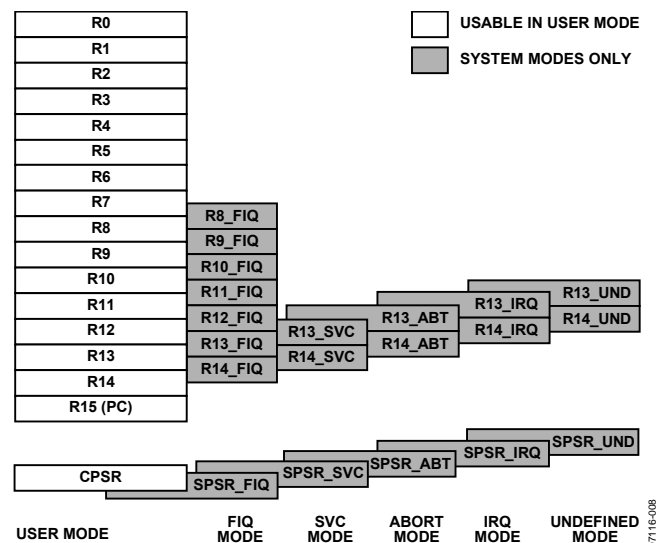 R0
R1
R2
R3
R4
R5
R6
R7
R8
R9
R10
R11
R12
R13
R14
R15 (PC)
USABLE IN USER MODE
SYSTEM MODES ONLY
R8_FIQ
R9_FIQ
R10_FIQ
R11_FIQ
R12_FIQ
R13_FIQ
R14_FIQ
R13_SVC
R14_SVC
R13_ABT
R14_ABT
R13_IRQ
R14_IRQ
R13_UND
R14_UND
CPSR
SPSR_FIQ
SPSR_SVC
SPSR_ABT
SPSR_IRQ
SPSR_UND
USER MODE
FIQ
MODE
SVC
MODE
ABORT
MODE
IRQ
MODE
UNDEFINED
MODE
7116-008